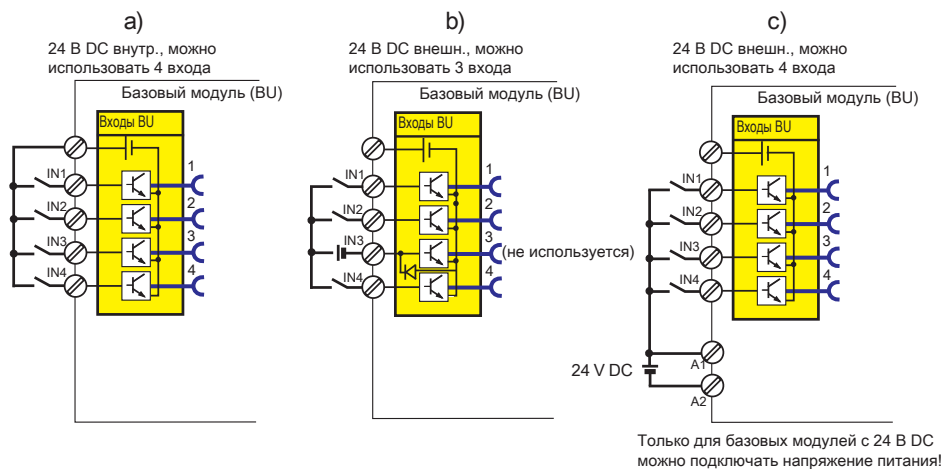 a)
24 В DC внутр., можно
использовать 4 входа
Базовый модуль (BU)
Входы BU
IN1
IN2
IN3
IN4
1
2
3
4
b)
24 В DC внешн., можно
использовать 3 входа
Базовый модуль (BU)
Входы BU
IN1
IN2
IN3
IN4
1
2
3 (не используется)
4
c)
24 В DC внешн., можно
использовать 4 входа
Базовый модуль (BU)
Входы BU
IN1
IN2
IN3
IN4
1
2
3
4
24 V DC
A1
A2
Только для базовых модулей с 24 В DC
можно подключать напряжение питания!